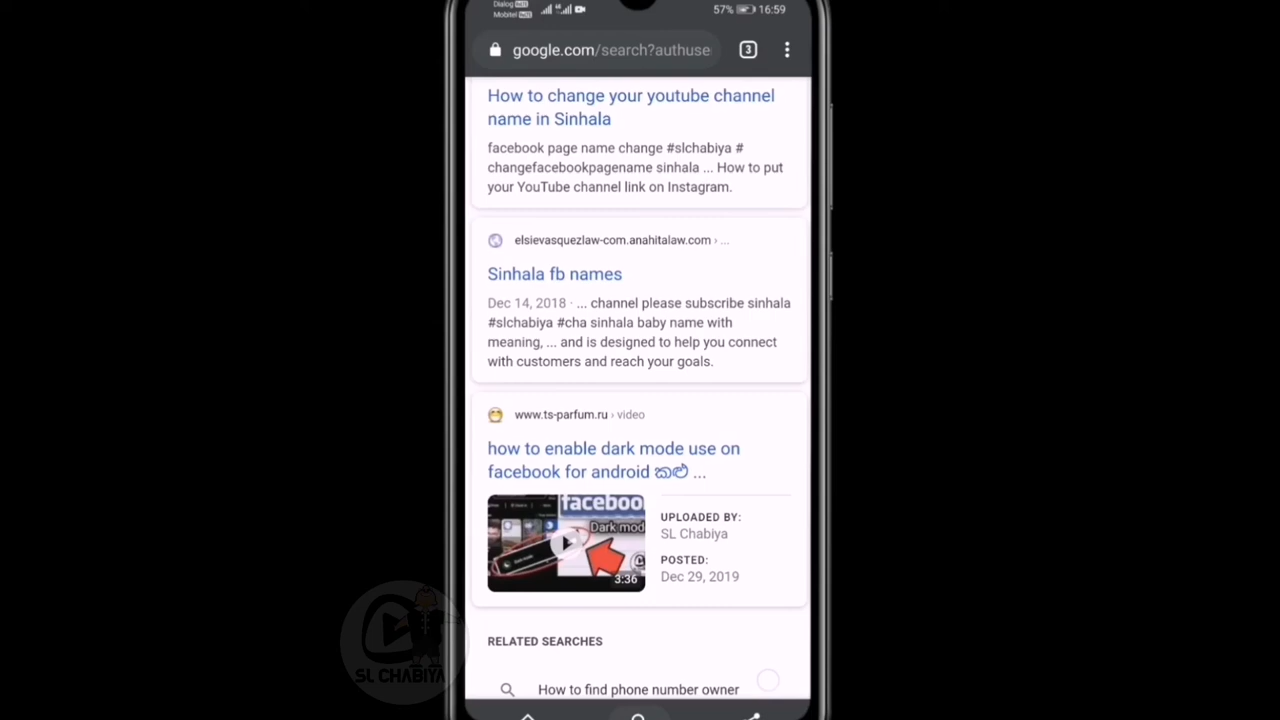 Dialog VoLTE
Mobitel VoLTE
57% 16:59
google.com/search?authuse
3
How to change your youtube channel
name in Sinhala
facebook page name change #slchabiya #
changefacebookpagename sinhala ... How to put
your YouTube channel link on Instagram.
elsievasquezlaw-com.anahitalaw.com › ...
Sinhala fb names
Dec 14, 2018 · ... channel please subscribe sinhala
#slchabiya #cha sinhala baby name with
meaning, ... and is designed to help you connect
with customers and reach your goals.
www.ts-parfum.ru › video
how to enable dark mode use on
facebook for android කළු ...
faceboo
Dark mod
3:36
UPLOADED BY:
SL Chabiya
POSTED:
Dec 29, 2019
RELATED SEARCHES
How to find phone number owner
SL CHABIYA